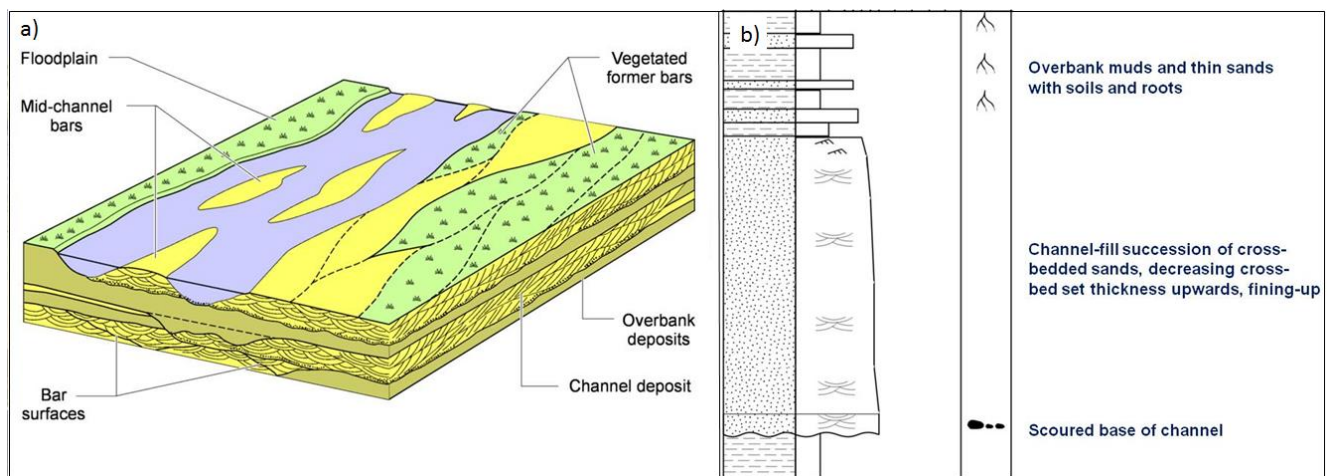 a)
Floodplain
Mid-channel
bars
Vegetated
former bars
Overbank
deposits
Channel deposit
Bar
surfaces
b)
Overbank muds and thin sands
with soils and roots
Channel-fill succession of cross-
bedded sands, decreasing cross-
bed set thickness upwards, fining-up
Scoured base of channel